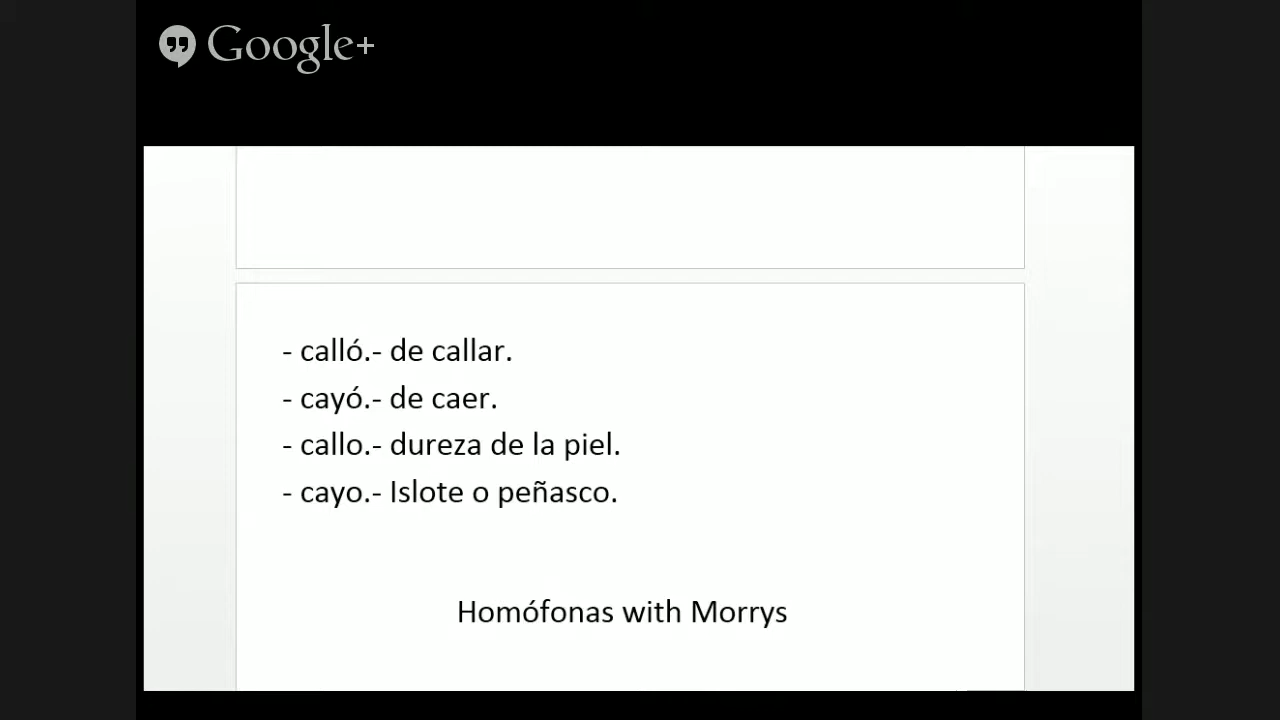 Google+
- calló.- de callar.
- cayó.- de caer.
- callo.- dureza de la piel.
- cayo.- Islote o peñasco.
Homófonas with Morrys